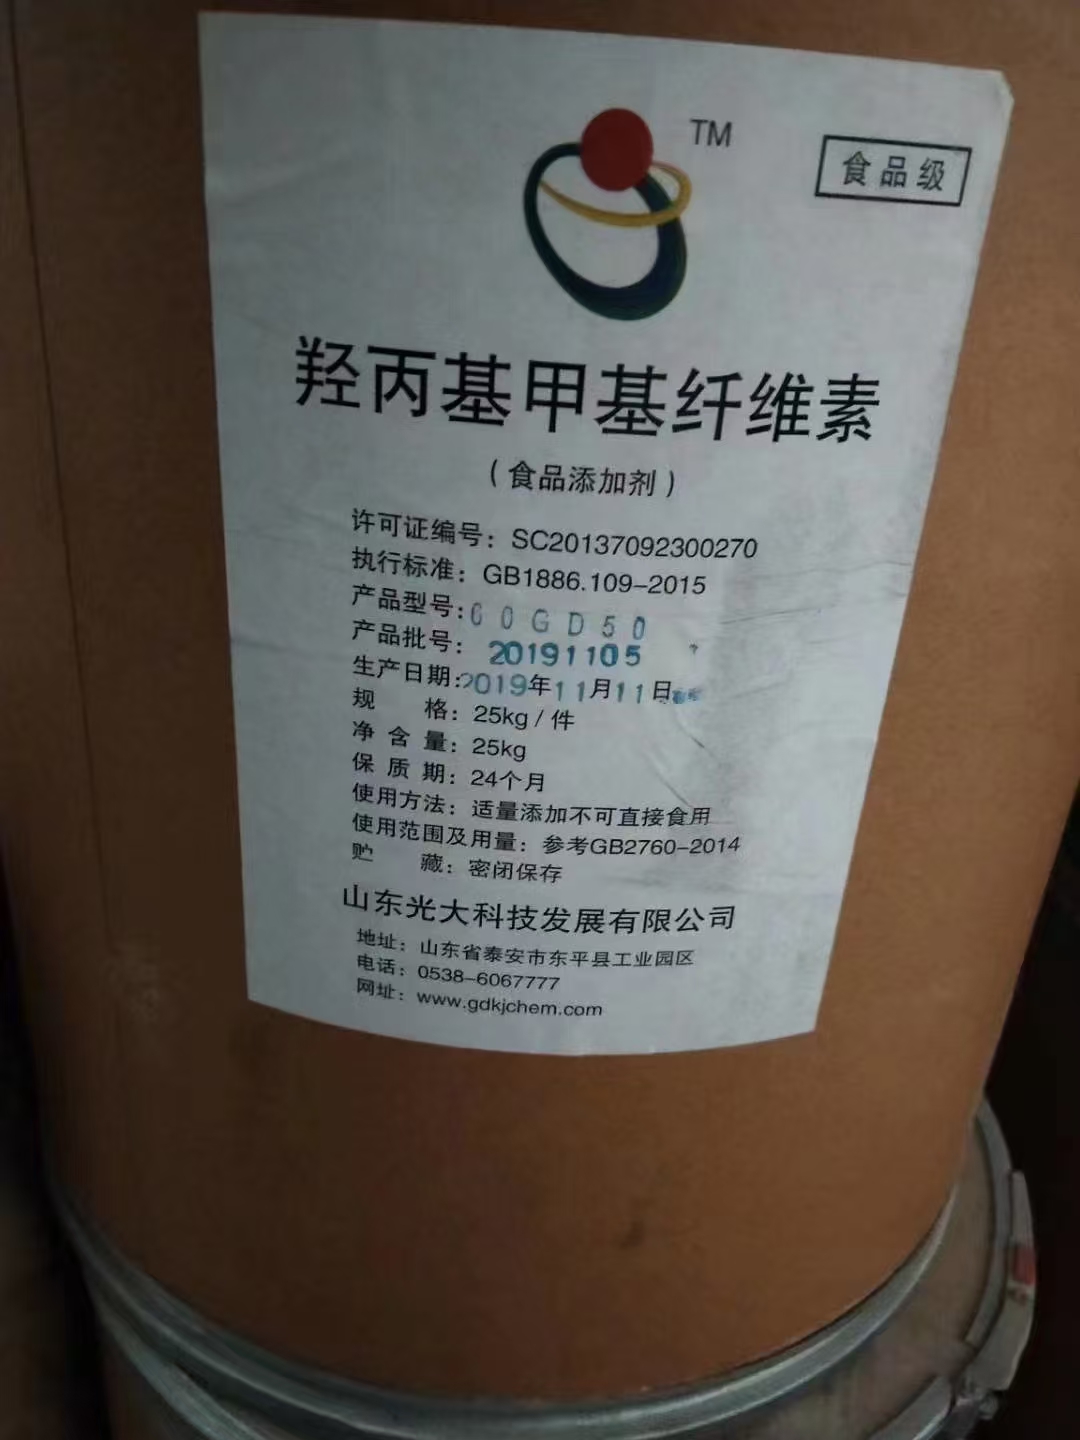 TM
食品级
羟丙基甲基纤维素
（食品添加剂）
许可证编号：SC20137092300270
执行标准：GB1886.109-2015
产品型号：60GD50
产品批号：20191105
生产日期：2019年11月11日
规格：25kg / 件
净含量：25kg
保质期：24个月
使用方法：适量添加不可直接食用
使用范围及用量：参考GB2760-2014
贮藏：密闭保存
山东光大科技发展有限公司
地址：山东省泰安市东平县工业园区
电话：0538-6067777
网址：www.gdkjchem.com